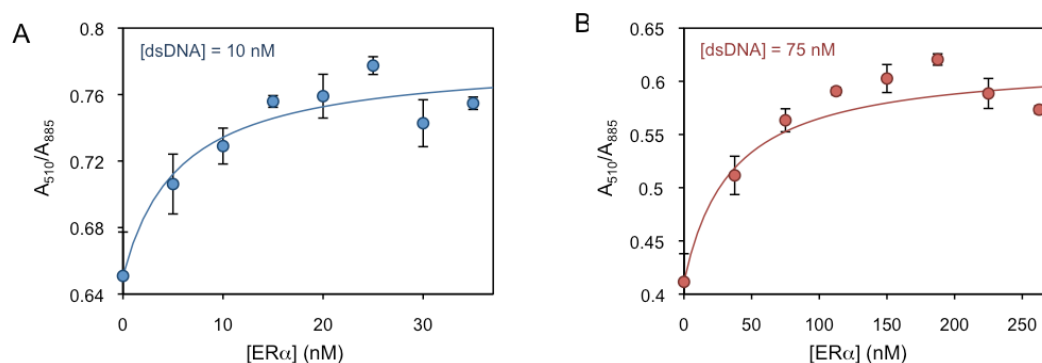 A
[dsDNA] = 10 nM
A510/A885
0.8
0.76
0.72
0.68
0.64
0
10
20
30
[ERα] (nM)
B
[dsDNA] = 75 nM
A510/A885
0.65
0.6
0.55
0.5
0.45
0.4
0
50
100
150
200
250
[ERα] (nM)